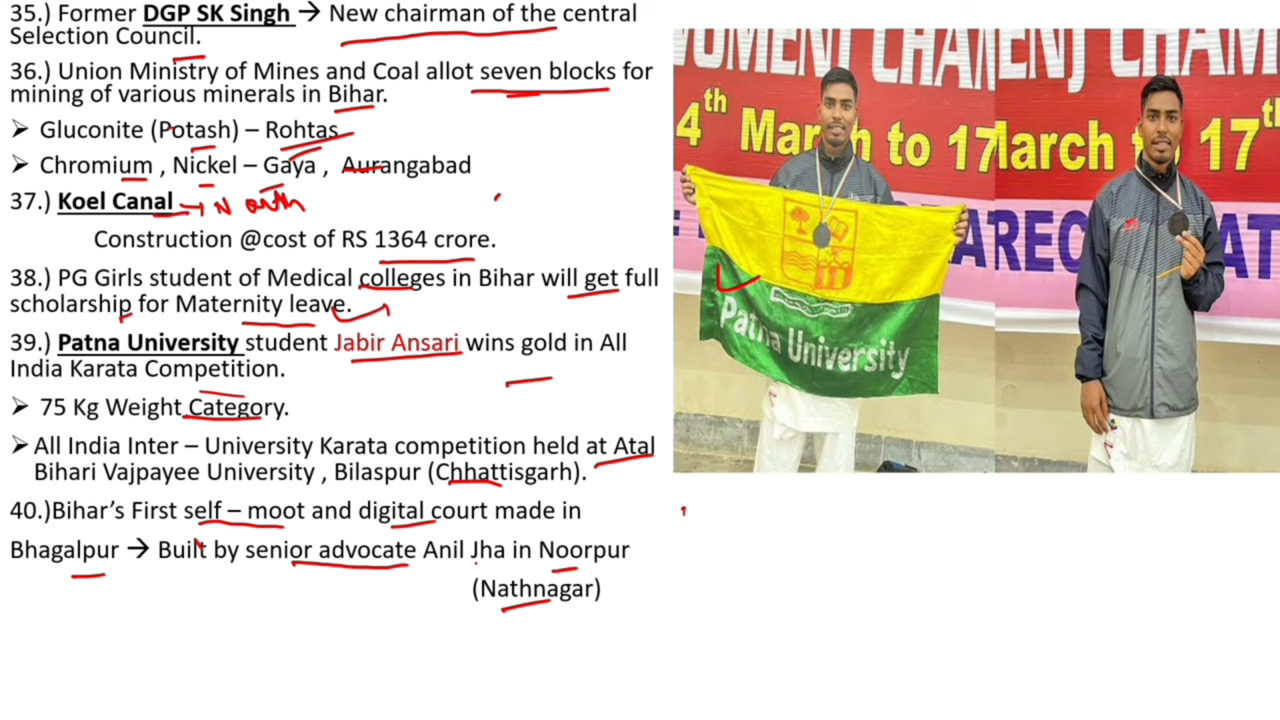 35.) Former DGP SK Singh → New chairman of the central
Selection Council.
36.) Union Ministry of Mines and Coal allot seven blocks for
mining of various minerals in Bihar.
➢ Gluconite (Potash) – Rohtas
➢ Chromium , Nickel – Gaya , Aurangabad
37.) Koel Canal → North
Construction @cost of RS 1364 crore.
38.) PG Girls student of Medical colleges in Bihar will get full
scholarship for Maternity leave.
39.) Patna University student Jabir Ansari wins gold in All
India Karata Competition.
➢ 75 Kg Weight Category.
➢ All India Inter – University Karata competition held at Atal
Bihari Vajpayee University , Bilaspur (Chhattisgarh).
40.)Bihar's First self – moot and digital court made in
Bhagalpur → Built by senior advocate Anil Jha in Noorpur
(Nathnagar)
4th March to 17
March to 17th
Patna University